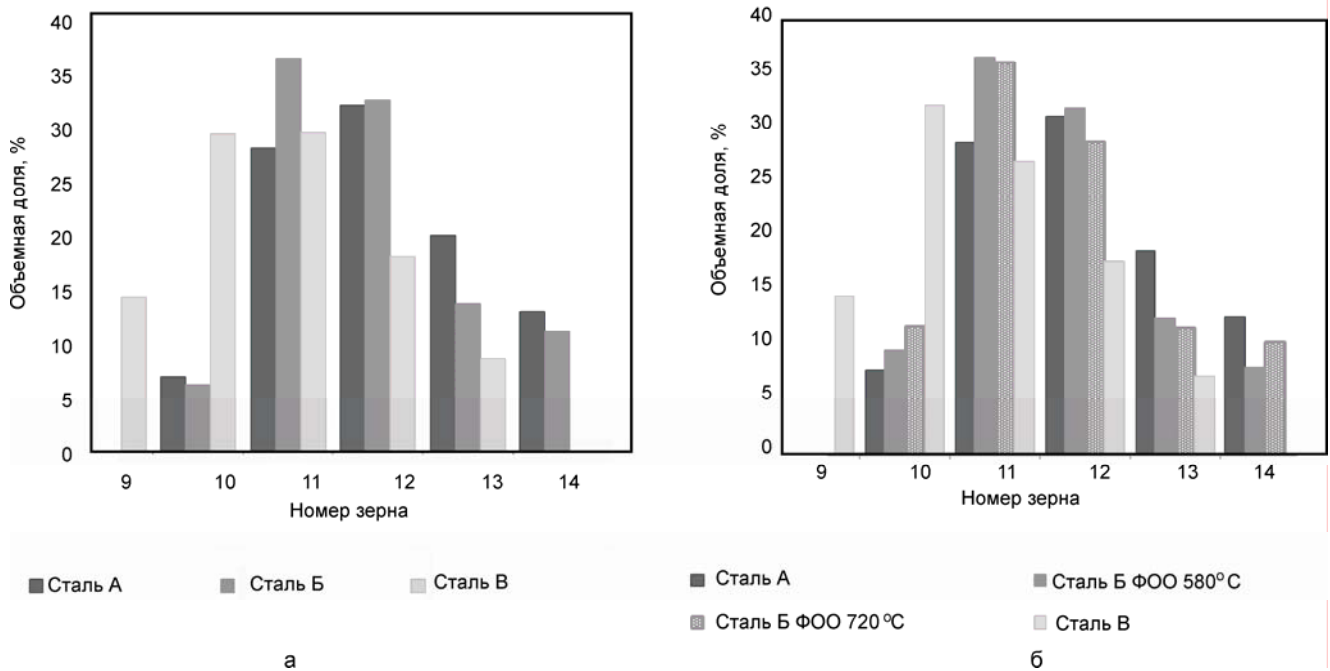 40
35
30
25
20
15
10
5
0
Объемная доля, %
9 10 11 12 13 14
Номер зерна
Сталь А Сталь Б Сталь В
а
40
35
30
25
20
15
10
5
0
Объемная доля, %
9 10 11 12 13 14
Номер зерна
Сталь А Сталь Б ФОО 580° С
Сталь Б ФОО 720 °С Сталь В
б